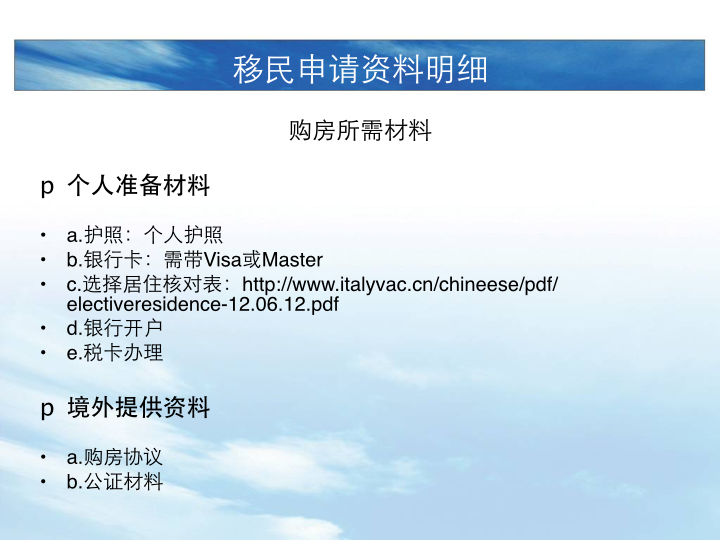 移民申请资料明细
购房所需材料
p 个人准备材料
• a.护照：个人护照
• b.银行卡：需带Visa或Master
• c.选择居住核对表：http://www.italyvac.cn/chineese/pdf/
electiveresidence-12.06.12.pdf
• d.银行开户
• e.税卡办理
p 境外提供资料
• a.购房协议
• b.公证材料